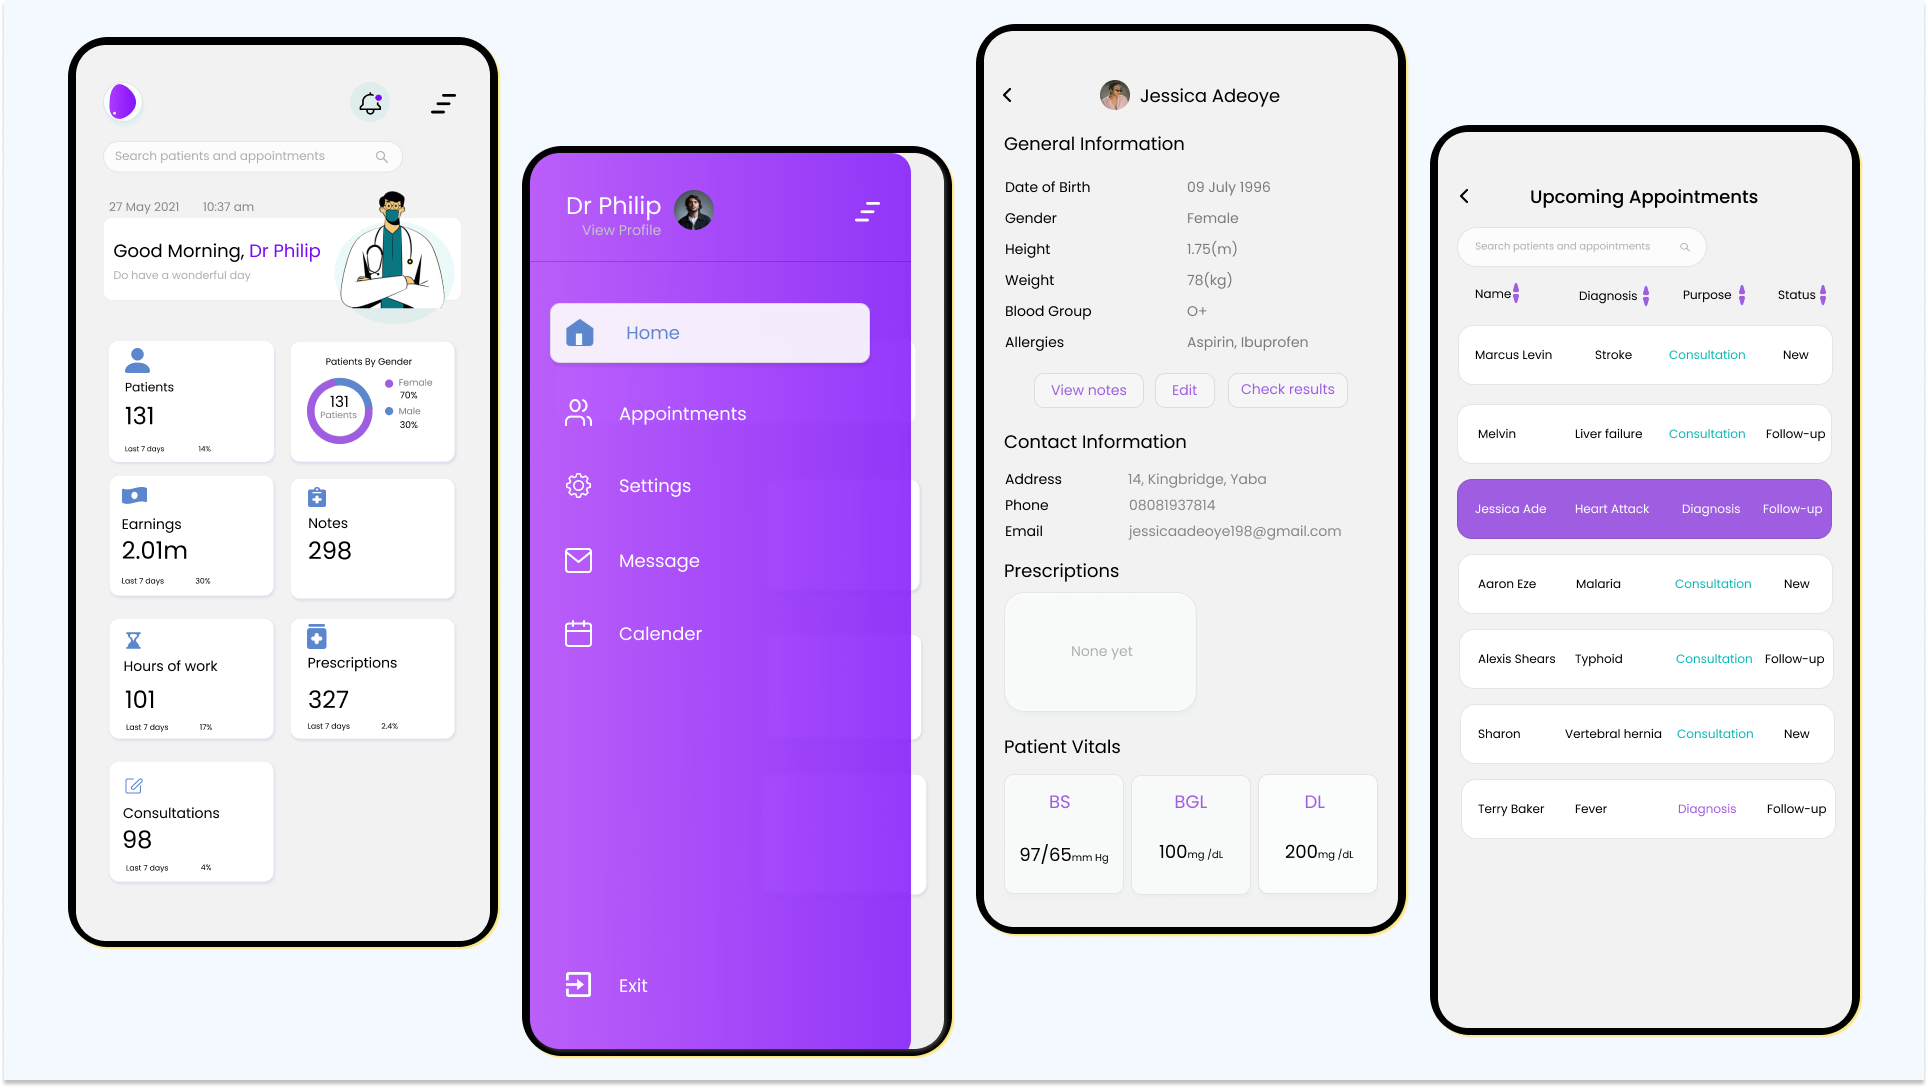 Search patients and appointments
27 May 2021 10:37 am
Good Morning, Dr Philip
Do have a wonderful day
Patients
131
Last 7 days 14%
Patients By Gender
131
Patients
Female
70%
Male
30%
Earnings
2.01m
Last 7 days 30%
Notes
298
Hours of work
101
Last 7 days 17%
Prescriptions
327
Last 7 days 2.4%
Consultations
98
Last 7 days 4%
Dr Philip
View Profile
Home
Appointments
Settings
Message
Calender
Exit
Jessica Adeoye
General Information
Date of Birth 09 July 1996
Gender Female
Height 1.75(m)
Weight 78(kg)
Blood Group O+
Allergies Aspirin, Ibuprofen
View notes Edit Check results
Contact Information
Address 14, Kingbridge, Yaba
Phone 08081937814
Email jessicaadeoye198@gmail.com
Prescriptions
None yet
Patient Vitals
BS BGL DL
97/65mm Hg 100mg /dL 200mg /dL
Upcoming Appointments
Search patients and appointments
Name Diagnosis Purpose Status
Marcus Levin Stroke Consultation New
Melvin Liver failure Consultation Follow-up
Jessica Ade Heart Attack Diagnosis Follow-up
Aaron Eze Malaria Consultation New
Alexis Shears Typhoid Consultation Follow-up
Sharon Vertebral hernia Consultation New
Terry Baker Fever Diagnosis Follow-up